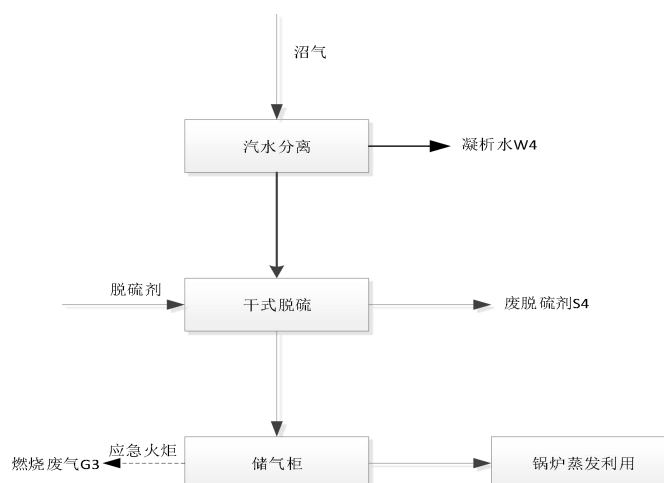 沼气
汽水分离
凝析水W4
脱硫剂
干式脱硫
废脱硫剂S4
燃烧废气G3
应急火炬
储气柜
锅炉蒸发利用